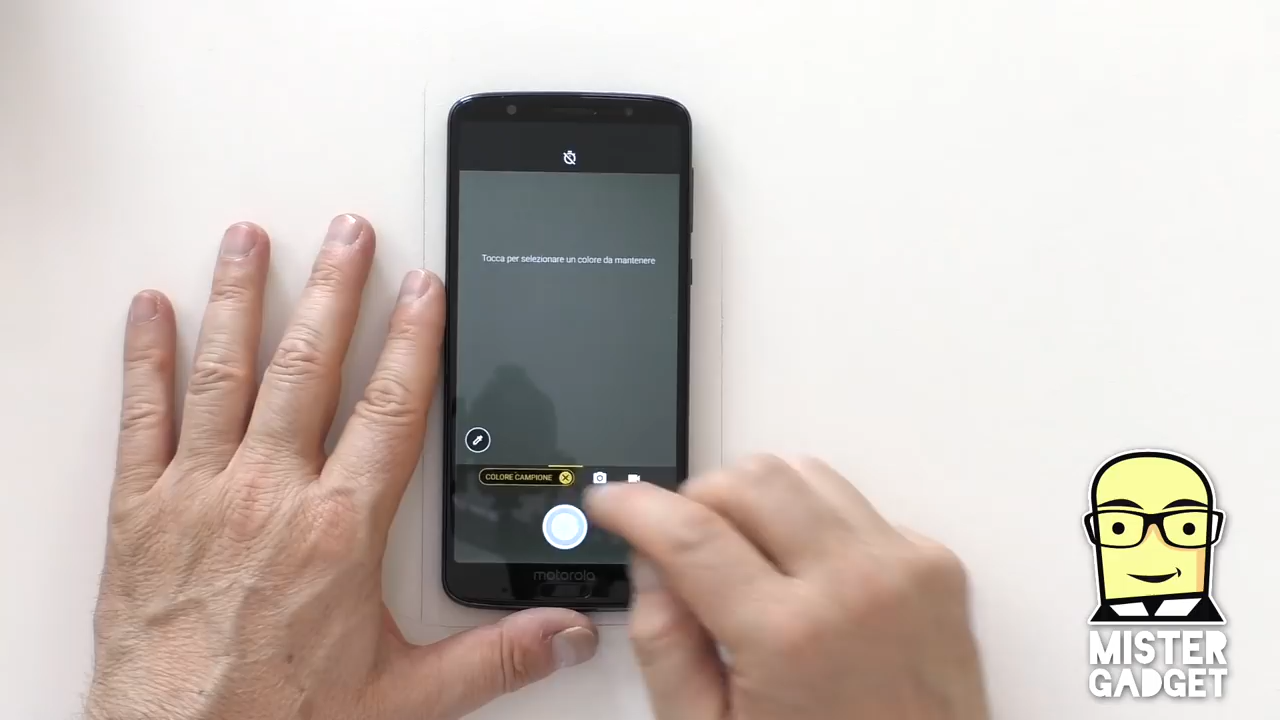 Tocca per selezionare un colore da mantenere
COLORE CAMPIONE
motorola
MISTER
GADGET